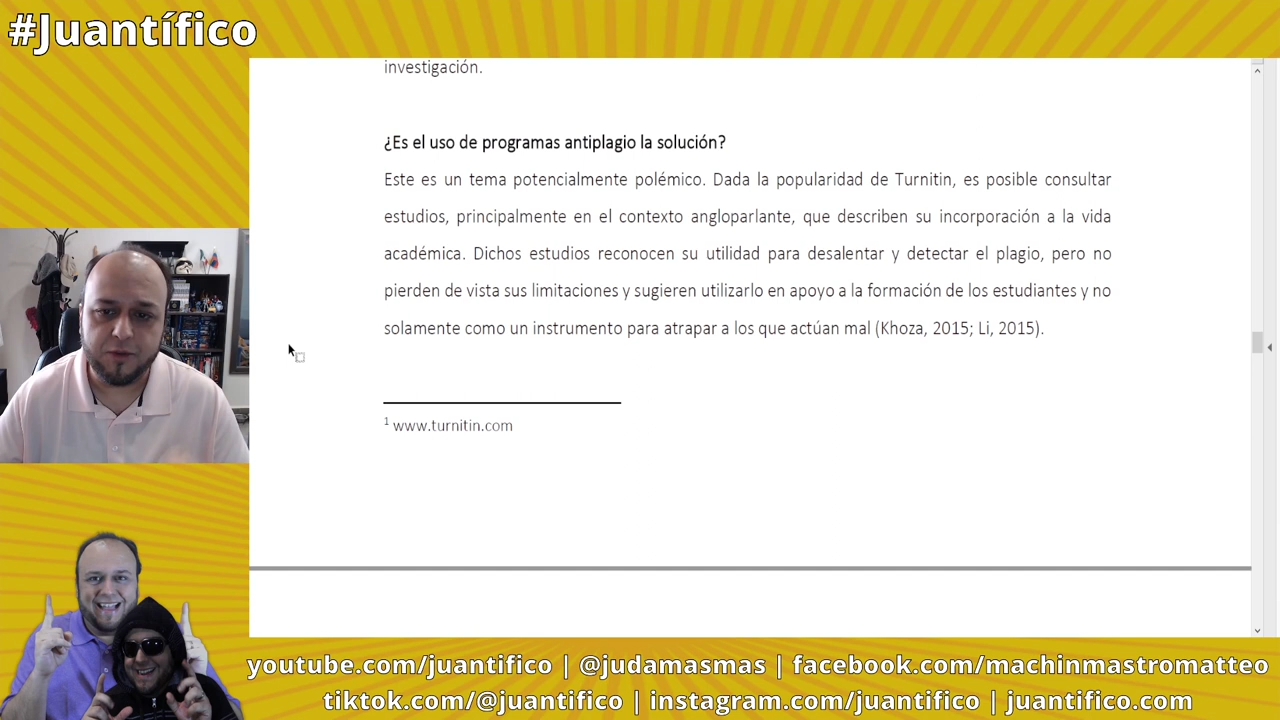 #Juantífico
investigación.
¿Es el uso de programas antiplagio la solución?
Este es un tema potencialmente polémico. Dada la popularidad de Turnitin, es posible consultar
estudios, principalmente en el contexto angloparlante, que describen su incorporación a la vida
académica. Dichos estudios reconocen su utilidad para desalentar y detectar el plagio, pero no
pierden de vista sus limitaciones y sugieren utilizarlo en apoyo a la formación de los estudiantes y no
solamente como un instrumento para atrapar a los que actúan mal (Khoza, 2015; Li, 2015).
1 www.turnitin.com
youtube.com/juantifico | @judamasmas | facebook.com/machinmastromatteo
tiktok.com/@juantifico | instagram.com/juantifico | juantifico.com